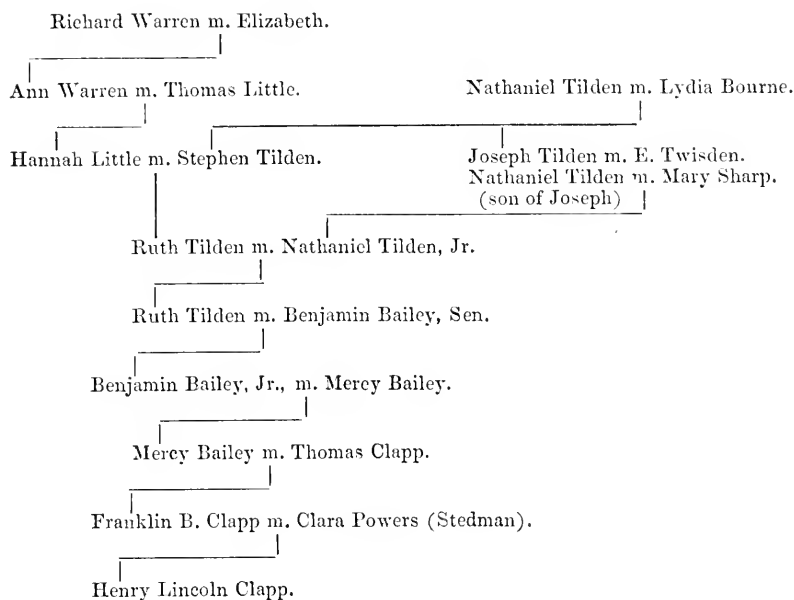 Richard Warren m. Elizabeth.
Ann Warren m. Thomas Little.
Nathaniel Tilden m. Lydia Bourne.
Hannah Little m. Stephen Tilden.
Joseph Tilden m. E. Twisden.
Nathaniel Tilden m. Mary Sharp.
(son of Joseph)
Ruth Tilden m. Nathaniel Tilden, Jr.
Ruth Tilden m. Benjamin Bailey, Sen.
Benjamin Bailey, Jr., m. Mercy Bailey.
Mercy Bailey m. Thomas Clapp.
Franklin B. Clapp m. Clara Powers (Stedman).
Henry Lincoln Clapp.